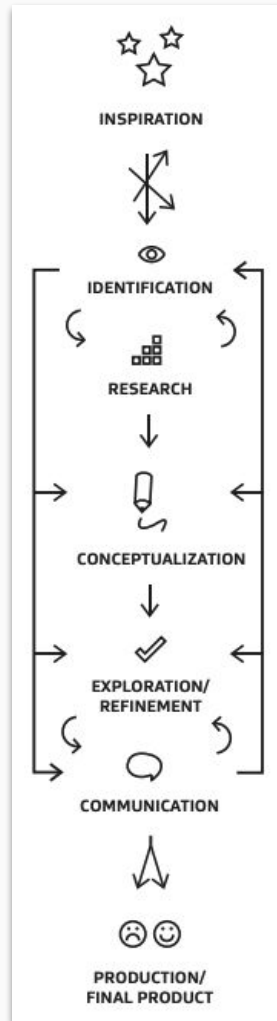 INSPIRATION
IDENTIFICATION
RESEARCH
CONCEPTUALIZATION
EXPLORATION/
REFINEMENT
COMMUNICATION
PRODUCTION/
FINAL PRODUCT